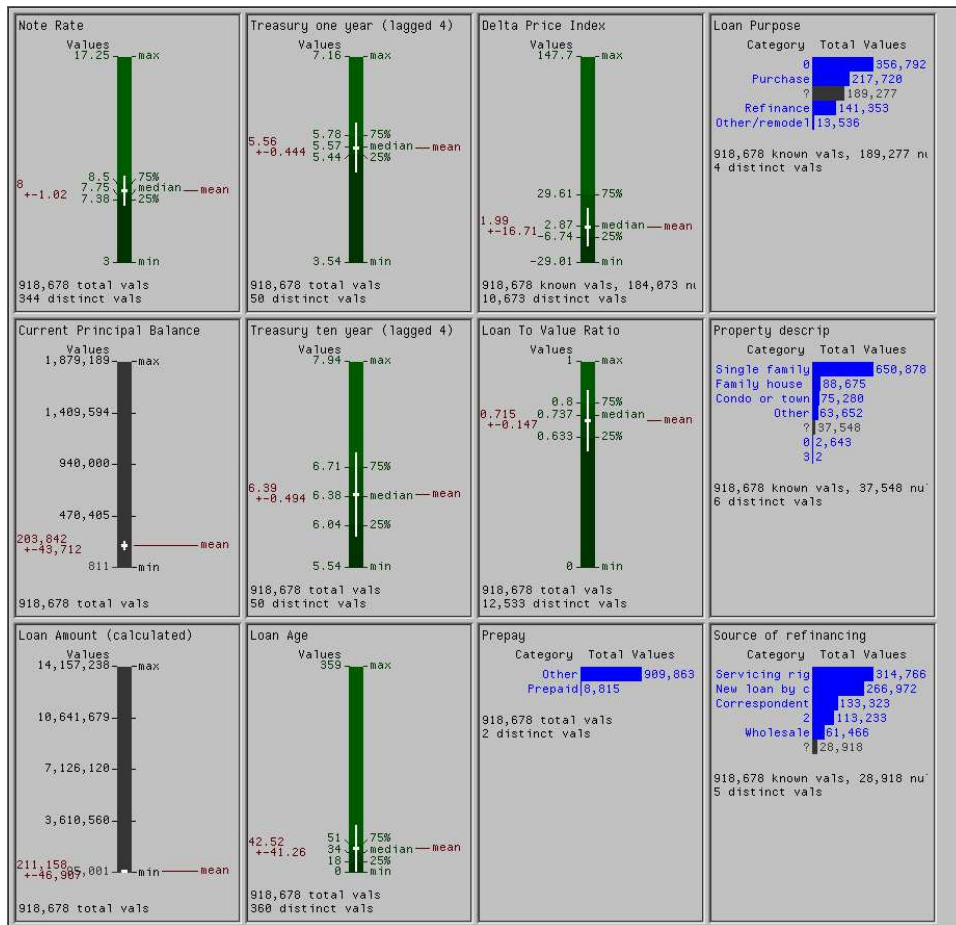 Note Rate
Values
17.25 max
8.5 75%
7.75 median mean
7.38 25%
8
+-1.02
3 min
918,678 total vals
344 distinct vals
Treasury one year (lagged 4)
Values
7.16 max
5.78 75%
5.57 median mean
5.44 25%
5.56
+-0.444
3.54 min
918,678 total vals
50 distinct vals
Delta Price Index
Values
147.7 max
29.61 75%
2.87 median mean
-6.74 25%
1.99
+-16.71
-29.01 min
918,678 known vals, 184,073 nu
10,673 distinct vals
Loan Purpose
Category Total Values
0 356,792
Purchase 217,720
? 189,277
Refinance 141,353
Other/remodel 13,536
918,678 known vals, 189,277 nu
4 distinct vals
Current Principal Balance
Values
1,879,189 max
1,409,594
940,000
470,405
203,842
+-43,712
mean
811 min
918,678 total vals
Treasury ten year (lagged 4)
Values
7.94 max
6.71 75%
6.38 median mean
6.39
+-0.494
6.04 25%
5.54 min
918,678 total vals
50 distinct vals
Loan To Value Ratio
Values
1 max
0.8 75%
0.737 median
mean
0.715
+-0.147
0.633 25%
0 min
918,678 total vals
12,533 distinct vals
Property descrip
Category Total Values
Single family 650,878
Family house 88,675
Condo or town 75,280
Other 63,652
? 37,548
0 2,643
3 2
918,678 known vals, 37,548 nu
6 distinct vals
Loan Amount (calculated)
Values
14,157,238 max
10,641,679
7,126,120
3,610,560
211,158
+-46,907
min mean
918,678 total vals
Loan Age
Values
359 max
51 75%
34 median mean
18 25%
42.52
+-41.26
0 min
918,678 total vals
360 distinct vals
Prepay
Category Total Values
Other 909,863
Prepaid 8,815
918,678 total vals
2 distinct vals
Source of refinancing
Category Total Values
Servicing rig 314,766
New loan by c 266,972
Correspondent 133,323
2 113,233
Wholesale 61,466
? 28,918
918,678 known vals, 28,918 nu
5 distinct vals